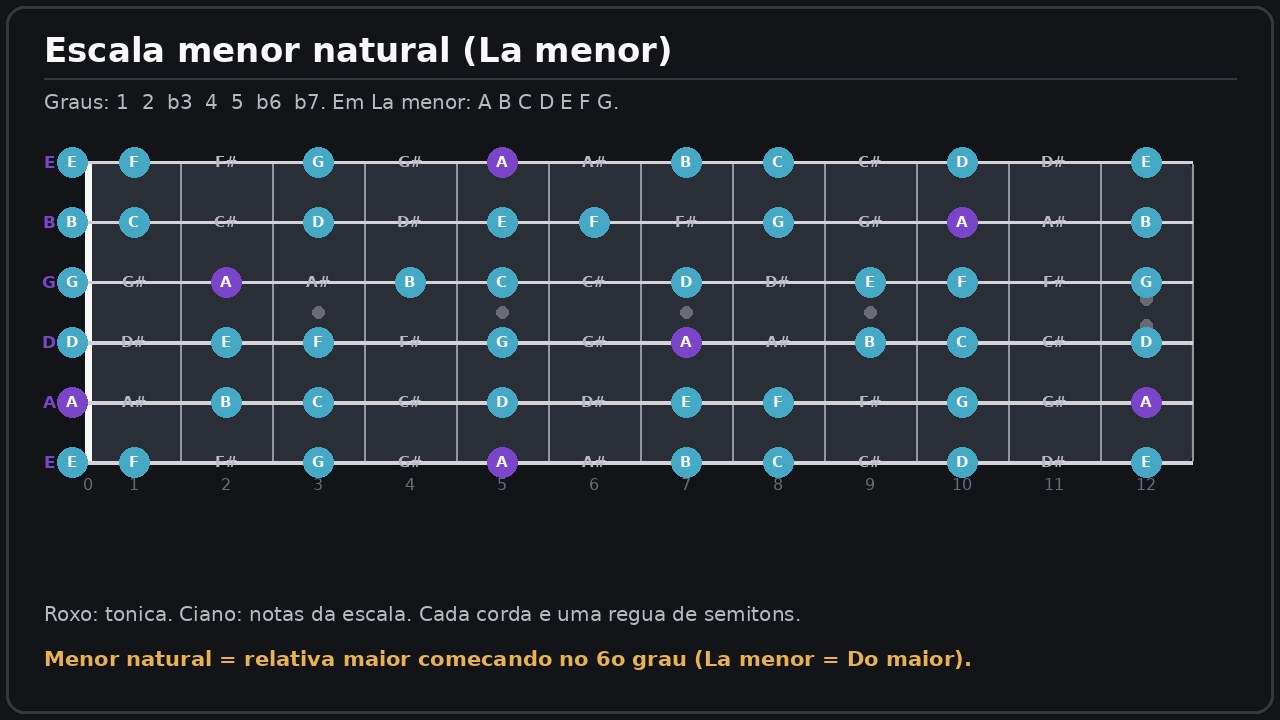 Escala menor natural (La menor)
Graus: 1 2 b3 4 5 b6 b7. Em La menor: A B C D E F G.
E E F F# G G# A A# B C C# D D# E
B B C C# D D# E F F# G G# A A# B
G G G# A A# B C C# D D# E F F# G
D D D# E F F# G G# A A# B C C# D
A A A# B C C# D D# E F F# G G# A
E E F F# G G# A A# B C C# D D# E
0 1 2 3 4 5 6 7 8 9 10 11 12
Roxo: tonica. Ciano: notas da escala. Cada corda e uma regua de semitons.
Menor natural = relativa maior comecando no 6o grau (La menor = Do maior).